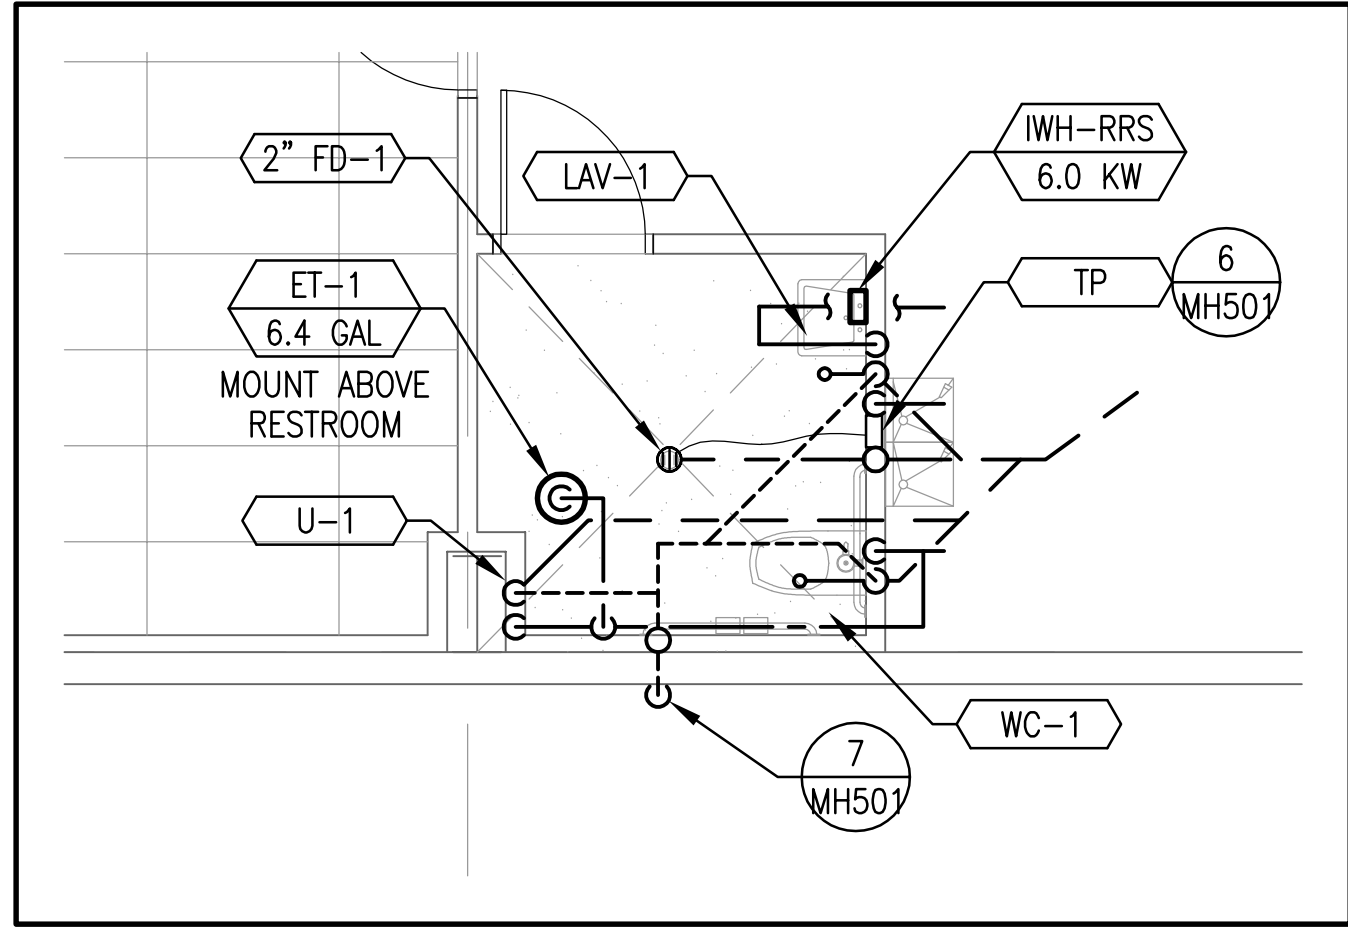 IWH-RRS
6.0 KW
2” FD-1
LAV-1
6
MH501
TP
ET-1
6.4 GAL
MOUNT ABOVE
RESTROOM
U-1
WC-1
7
MH501